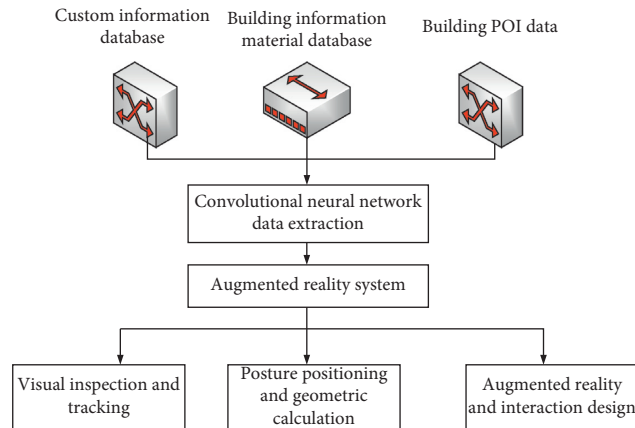 Custom information
database
Building information
material database
Building POI data
Convolutional neural network
data extraction
Augmented reality system
Visual inspection and
tracking
Posture positioning
and geometric
calculation
Augmented reality
and interaction design